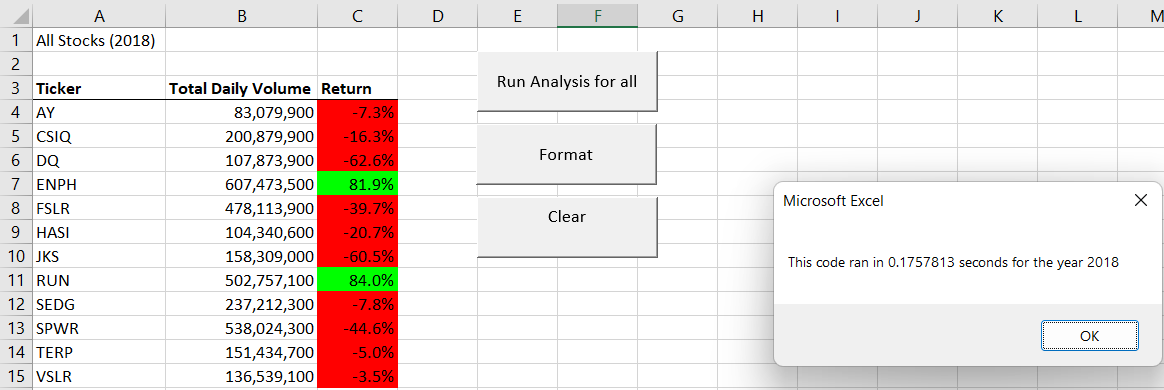 A B C D E F G H I J K L M
1 All Stocks (2018)
2
3 Ticker Total Daily Volume Return
4 AY 83,079,900 -7.3%
5 CSIQ 200,879,900 -16.3%
6 DQ 107,873,900 -62.6%
7 ENPH 607,473,500 81.9%
8 FSLR 478,113,900 -39.7%
9 HASI 104,340,600 -20.7%
10 JKS 158,309,000 -60.5%
11 RUN 502,757,100 84.0%
12 SEDG 237,212,300 -7.8%
13 SPWR 538,024,300 -44.6%
14 TERP 151,434,700 -5.0%
15 VSLR 136,539,100 -3.5%
Run Analysis for all
Format
Clear
Microsoft Excel
This code ran in 0.1757813 seconds for the year 2018
OK